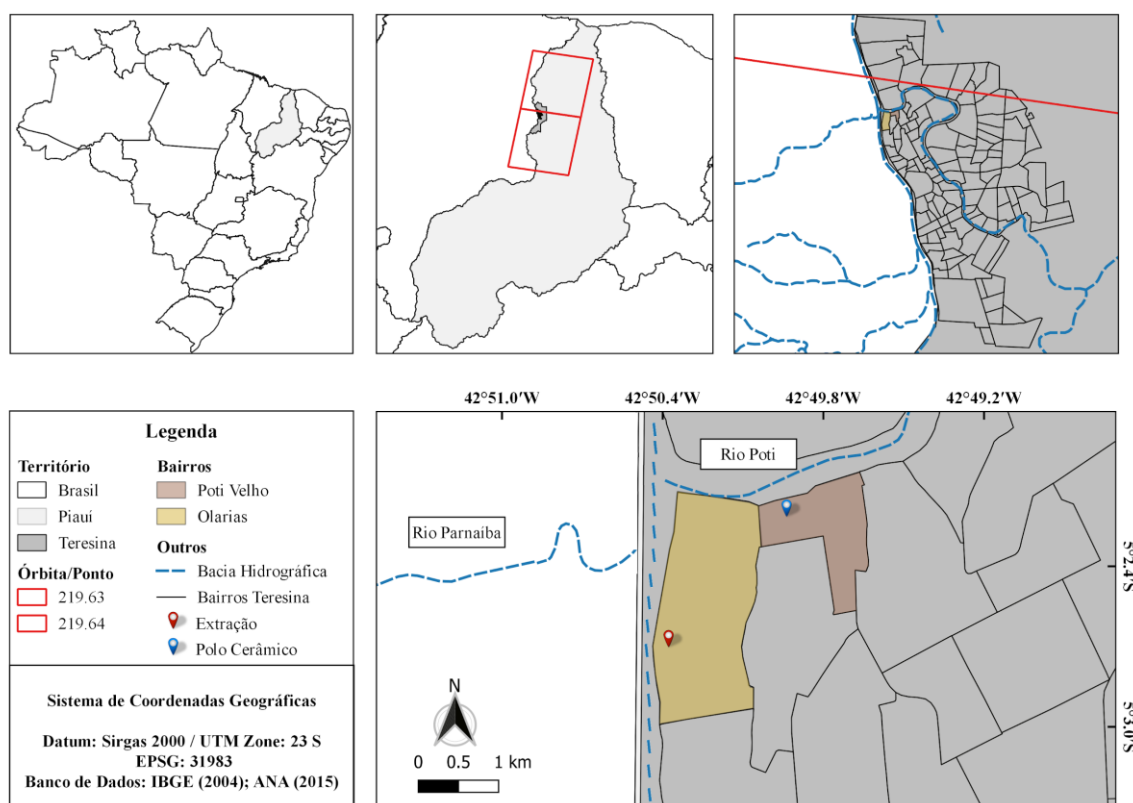 42°51.0'W
42°50.4'W
42°49.8'W
42°49.2'W
Legenda
Território
Brasil
Piauí
Teresina
Órbita/Ponto
219.63
219.64
Bairros
Poti Velho
Olarias
Outros
Bacia Hidrográfica
Bairros Teresina
Extração
Polo Cerâmico
Sistema de Coordenadas Geográficas
Datum: Sirgas 2000 / UTM Zone: 23 S
EPSG: 31983
Banco de Dados: IBGE (2004); ANA (2015)
Rio Poti
Rio Parnaíba
5°2.4'S
5°3.0'S
N
0 0.5 1 km